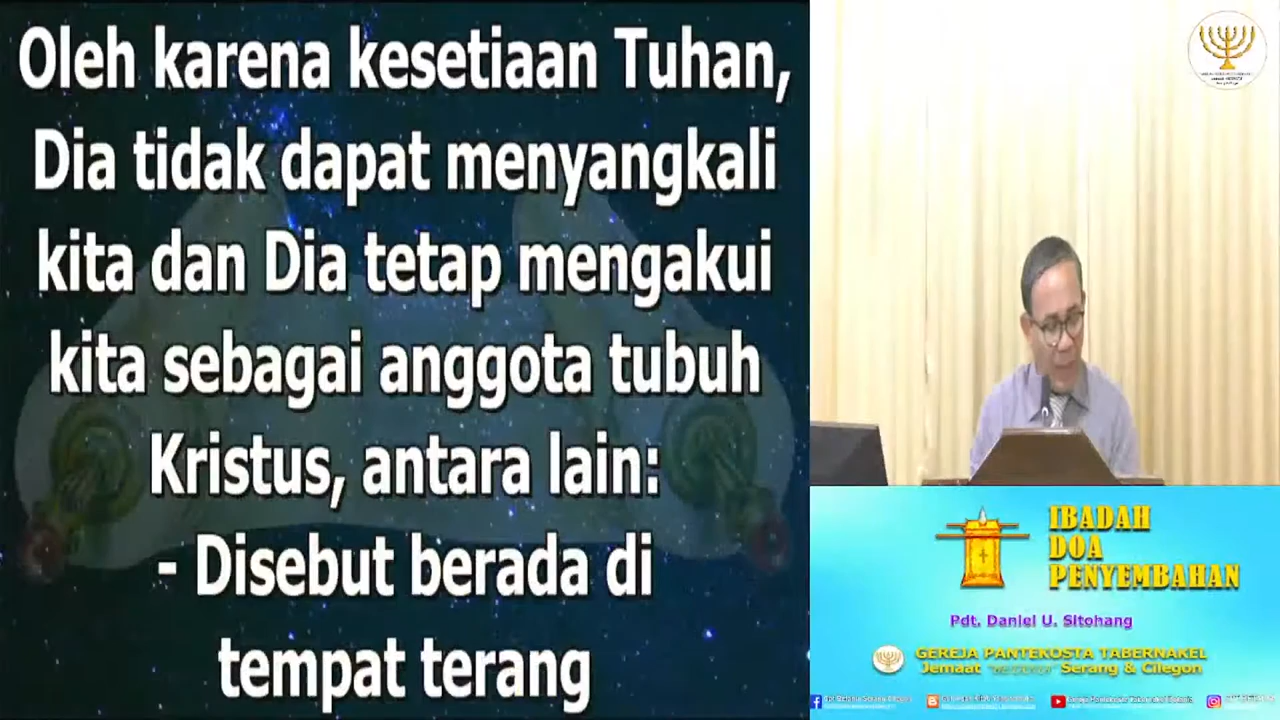 Oleh karena kesetiaan Tuhan,
Dia tidak dapat menyangkali
kita dan Dia tetap mengakui
kita sebagai anggota tubuh
Kristus, antara lain:
- Disebut berada di
tempat terang
IBADAH
DOA
PENYEMBAHAN
Pdt. Daniel U. Sitohang
GEREJA PANTEKOSTA TABERNAKEL
Jemaat Serang & Cilegon